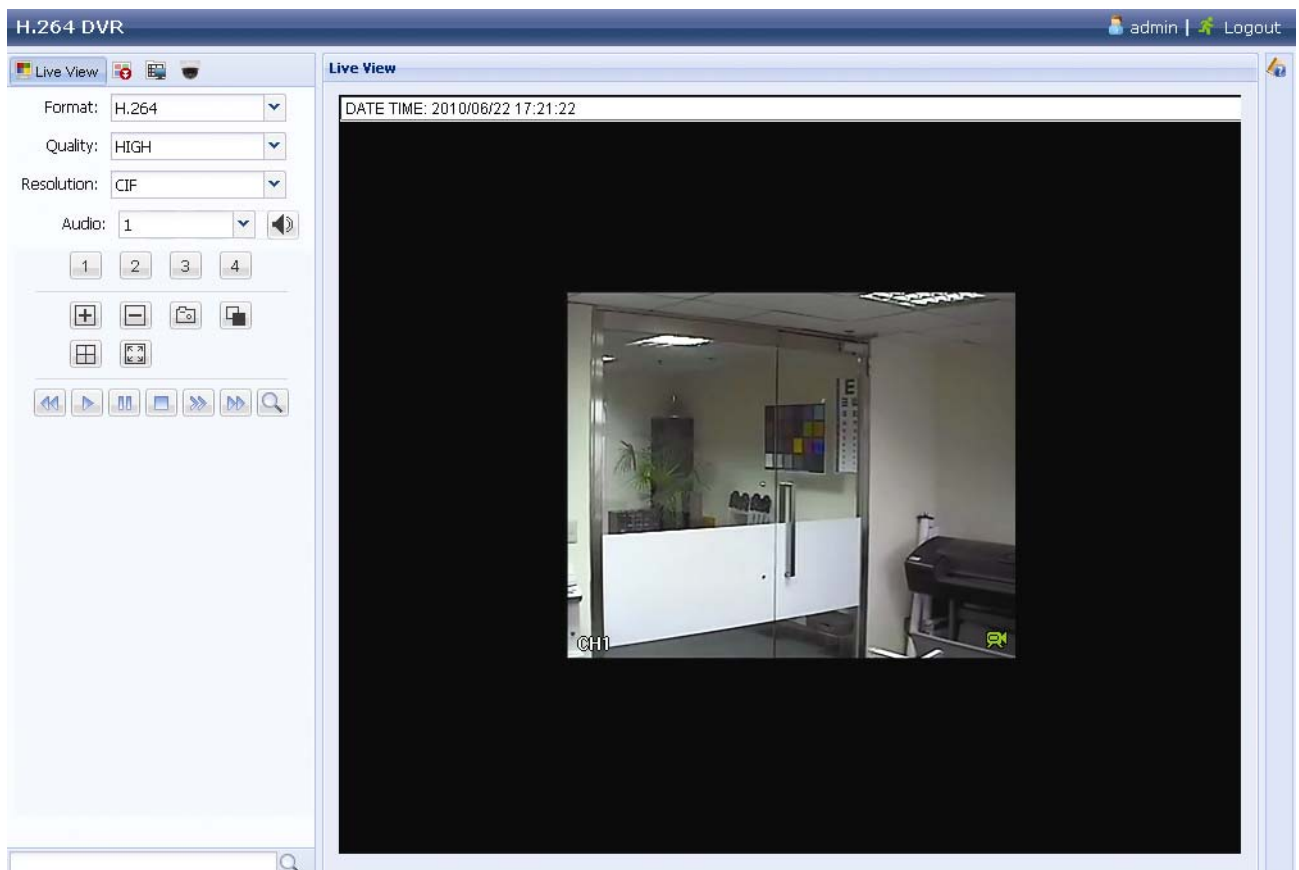 H.264 DVR
admin | Logout
Live View
Live View
Format: H.264
DATE TIME: 2010/06/22 17:21:22
Quality: HIGH
Resolution: CIF
Audio: 1
1 2 3 4
E
CH1